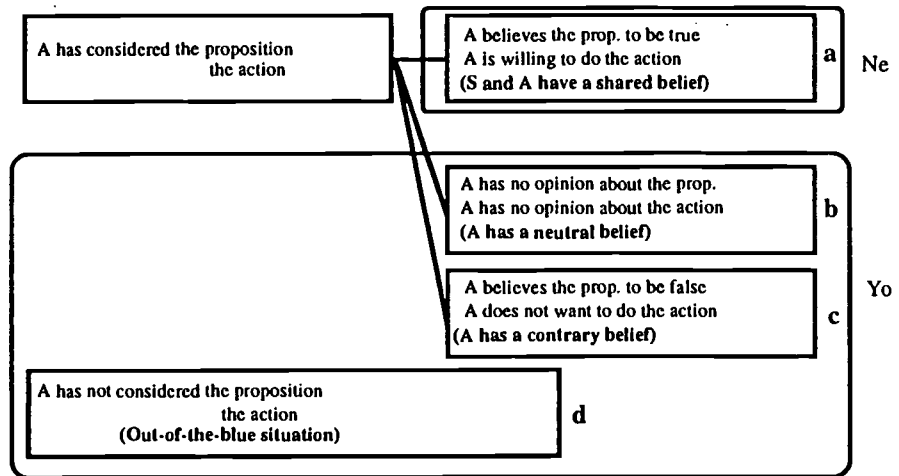 A has considered the proposition
the action
A believes the prop. to be true
A is willing to do the action
(S and A have a shared belief)
a
Ne
A has no opinion about the prop.
A has no opinion about the action
(A has a neutral belief)
b
A believes the prop. to be false
A does not want to do the action
(A has a contrary belief)
c
Yo
A has not considered the proposition
the action
(Out-of-the-blue situation)
d